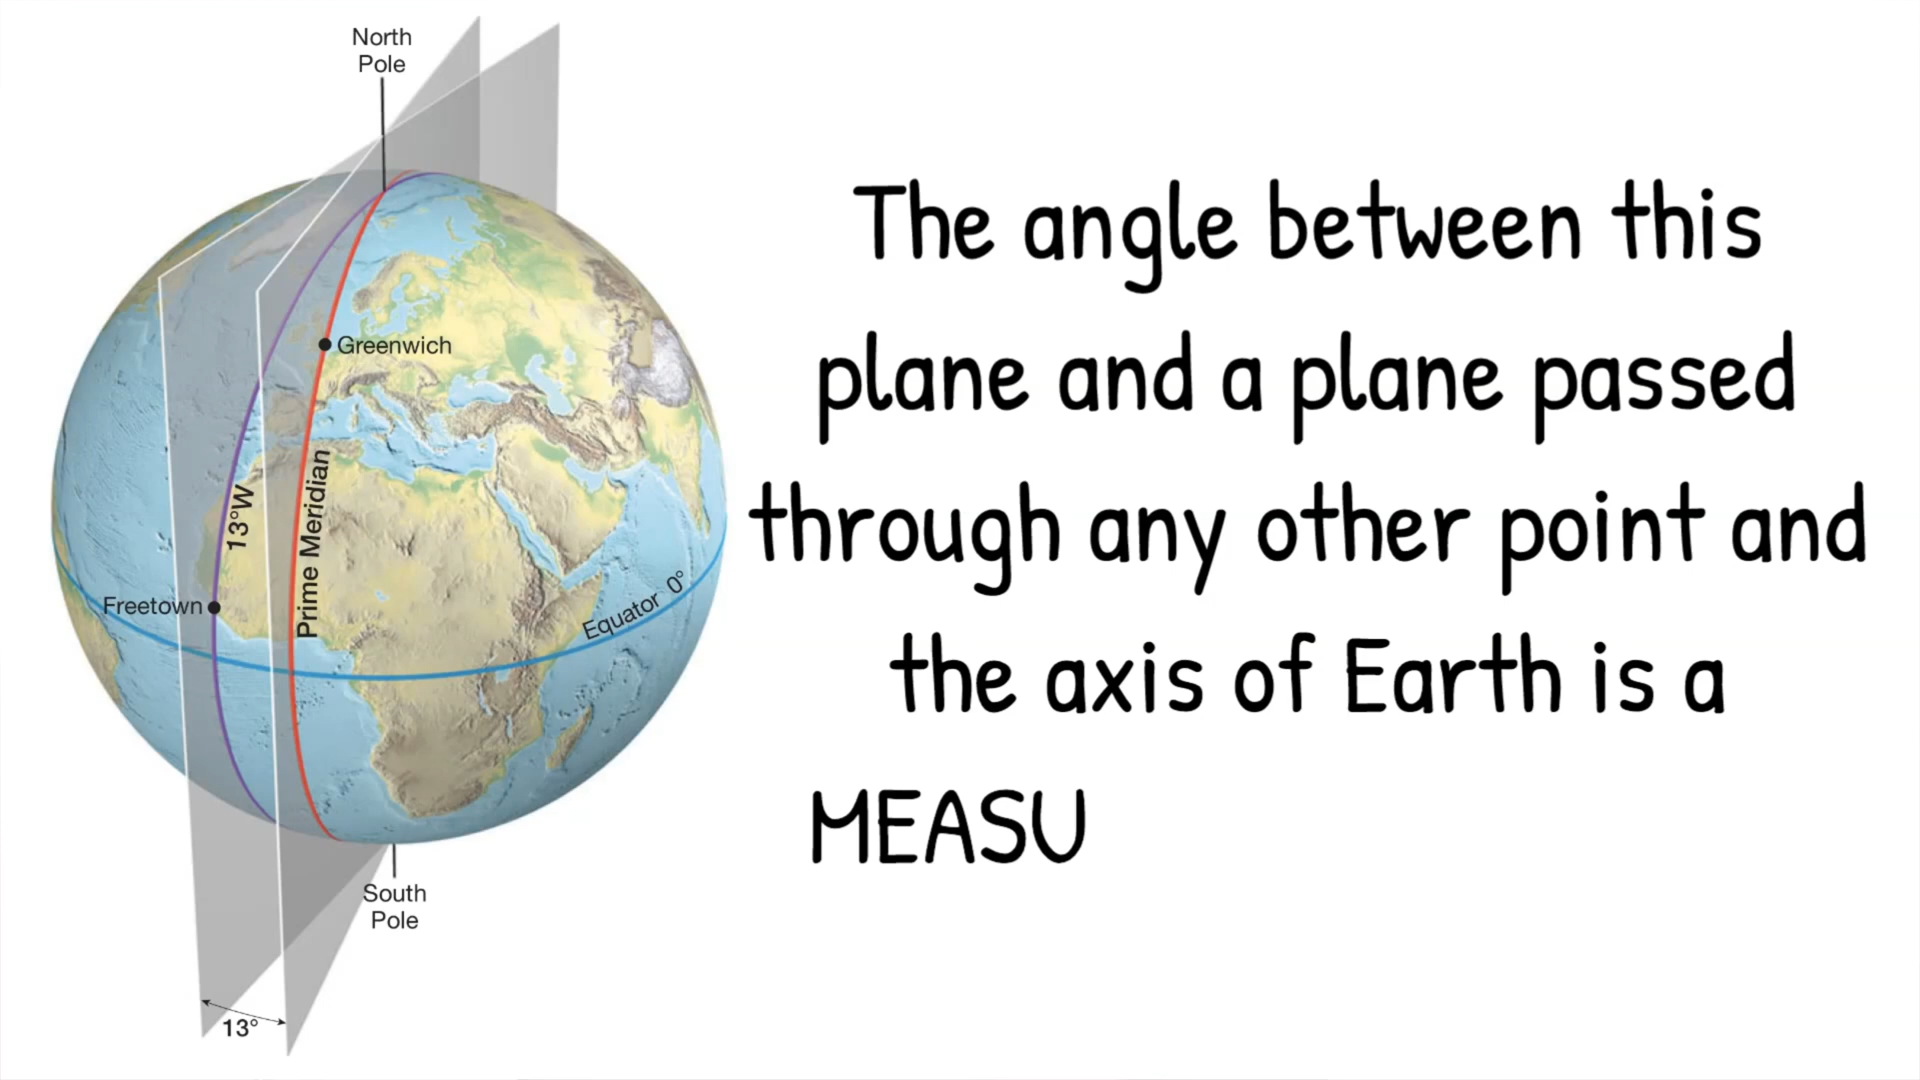 North
Pole
Greenwich
13°W
Prime Meridian
Freetown
Equator 0°
South
Pole
13°
The angle between this
plane and a plane passed
through any other point and
the axis of Earth is a
MEASU